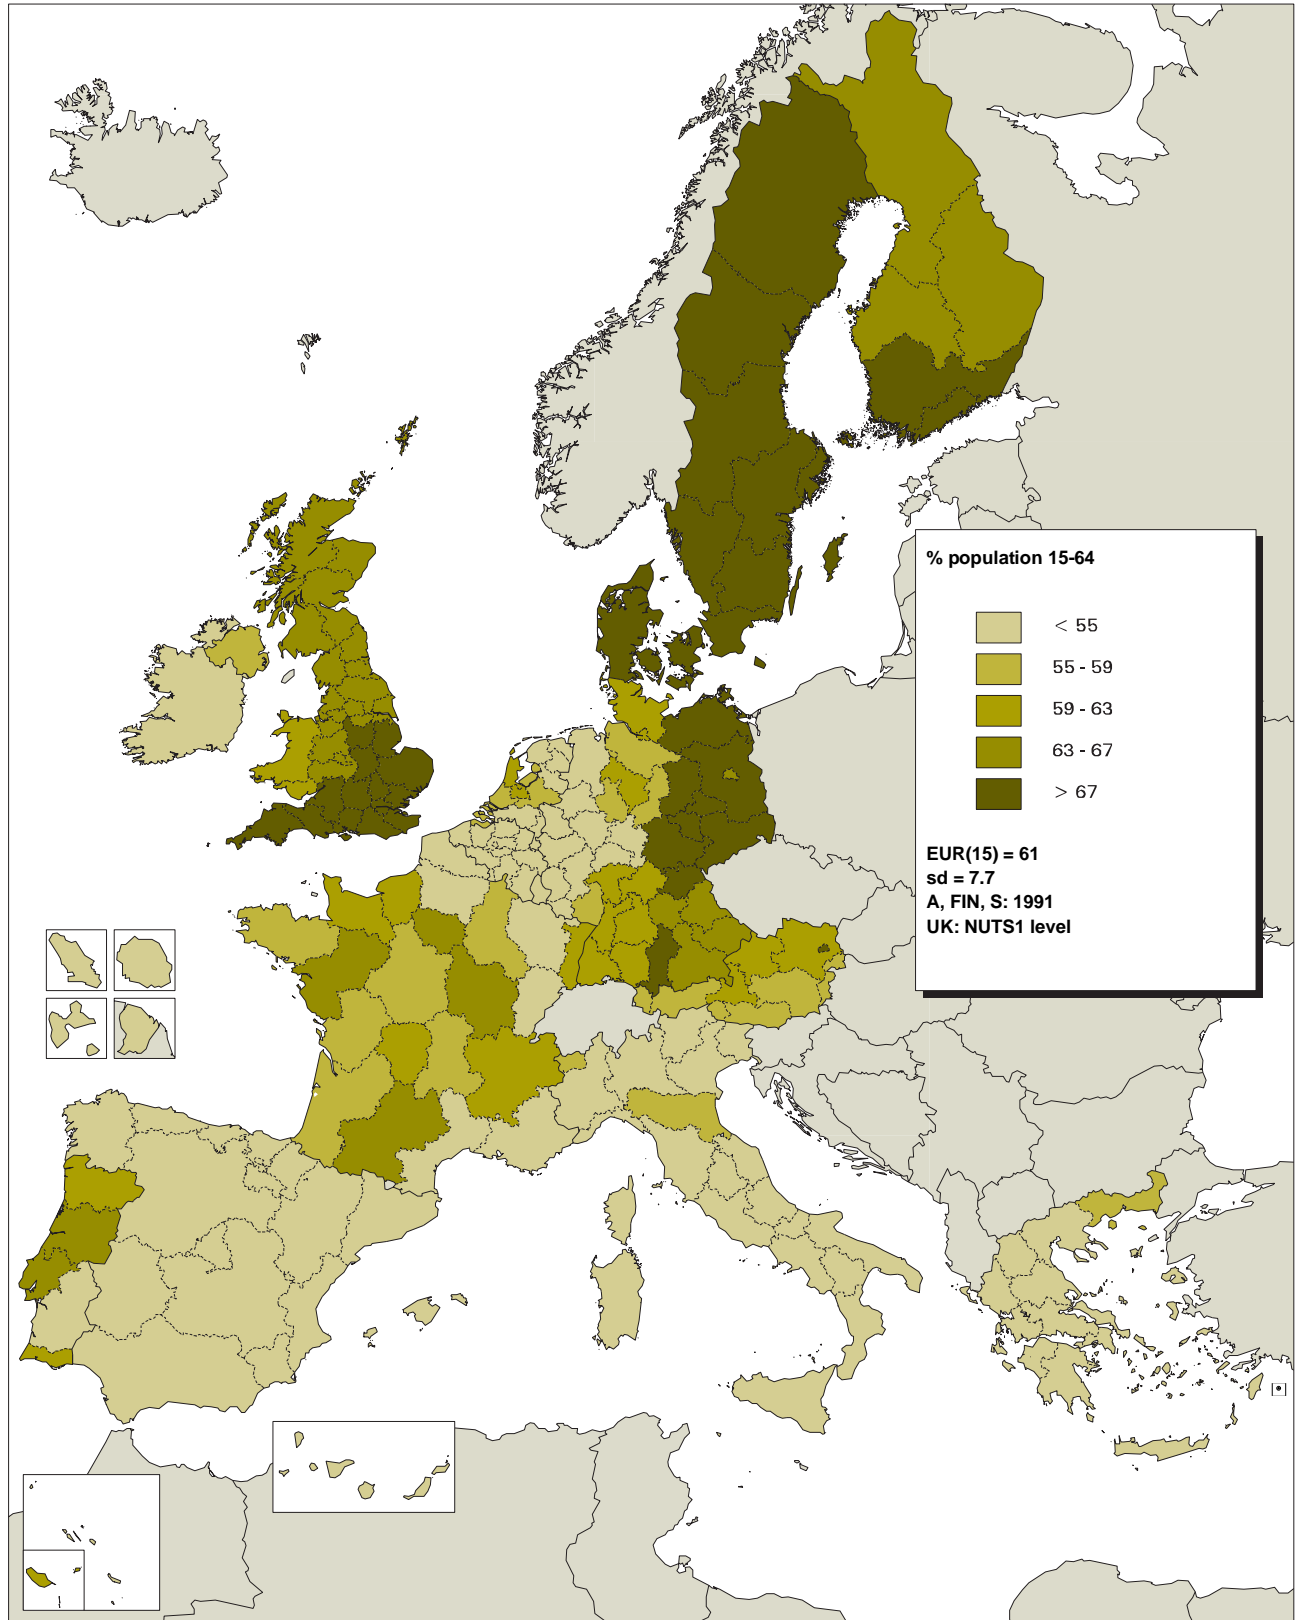 % population 15-64
< 55
55 - 59
59 - 63
63 - 67
> 67
EUR(15) = 61
sd = 7.7
A, FIN, S: 1991
UK: NUTS1 level